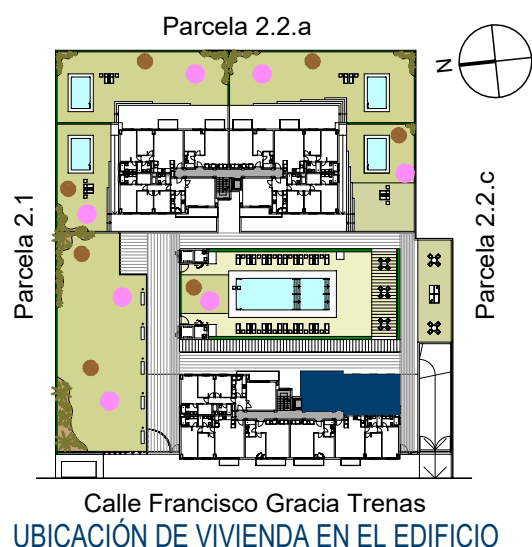 Parcela 2.2.a
N
Parcela 2.1
Parcela 2.2.c
Calle Francisco Gracia Trenas
UBICACIÓN DE VIVIENDA EN EL EDIFICIO